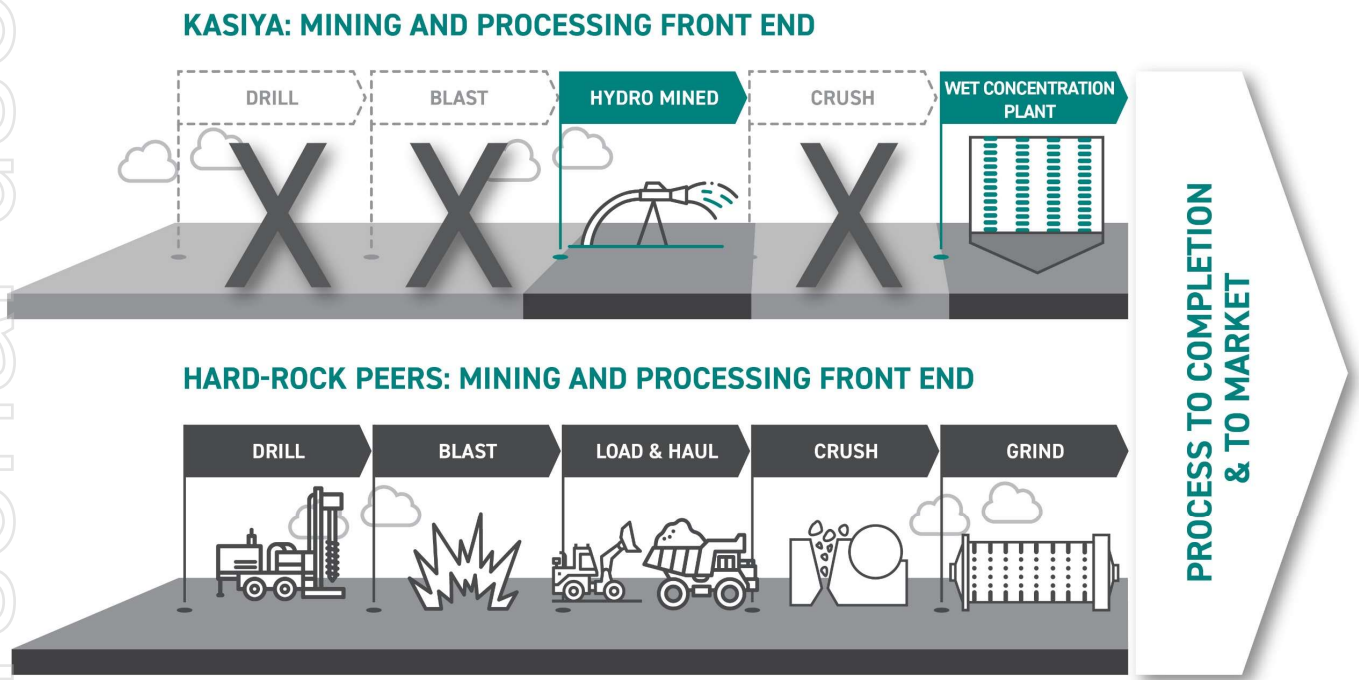 KASIYA: MINING AND PROCESSING FRONT END
DRILL
BLAST
HYDRO MINED
CRUSH
WET CONCENTRATION
PLANT
X
X
X
HARD-ROCK PEERS: MINING AND PROCESSING FRONT END
DRILL
BLAST
LOAD & HAUL
CRUSH
GRIND
PROCESS TO COMPLETION
& TO MARKET